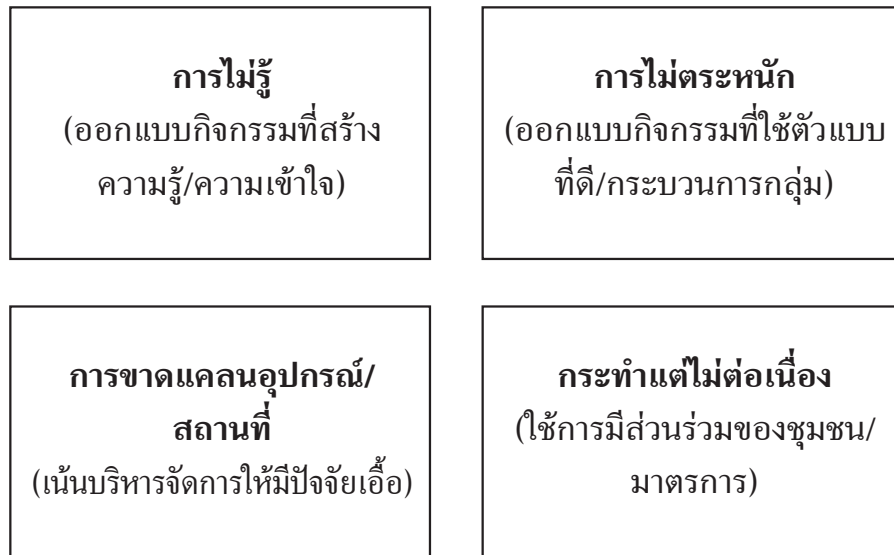 การไม่รู้
(ออกแบบกิจกรรมที่สร้าง
ความรู้/ความเข้าใจ)
การไม่ตระหนัก
(ออกแบบกิจกรรมที่ใช้ตัวแบบ
ที่ดี/กระบวนการกลุ่ม)
การขาดแคลนอุปกรณ์/
สถานที่
(เน้นบริหารจัดการให้มีปัจจัยเอื้อ)
กระทำแต่ไม่ต่อเนื่อง
(ใช้การมีส่วนร่วมของชุมชน/
มาตรการ)